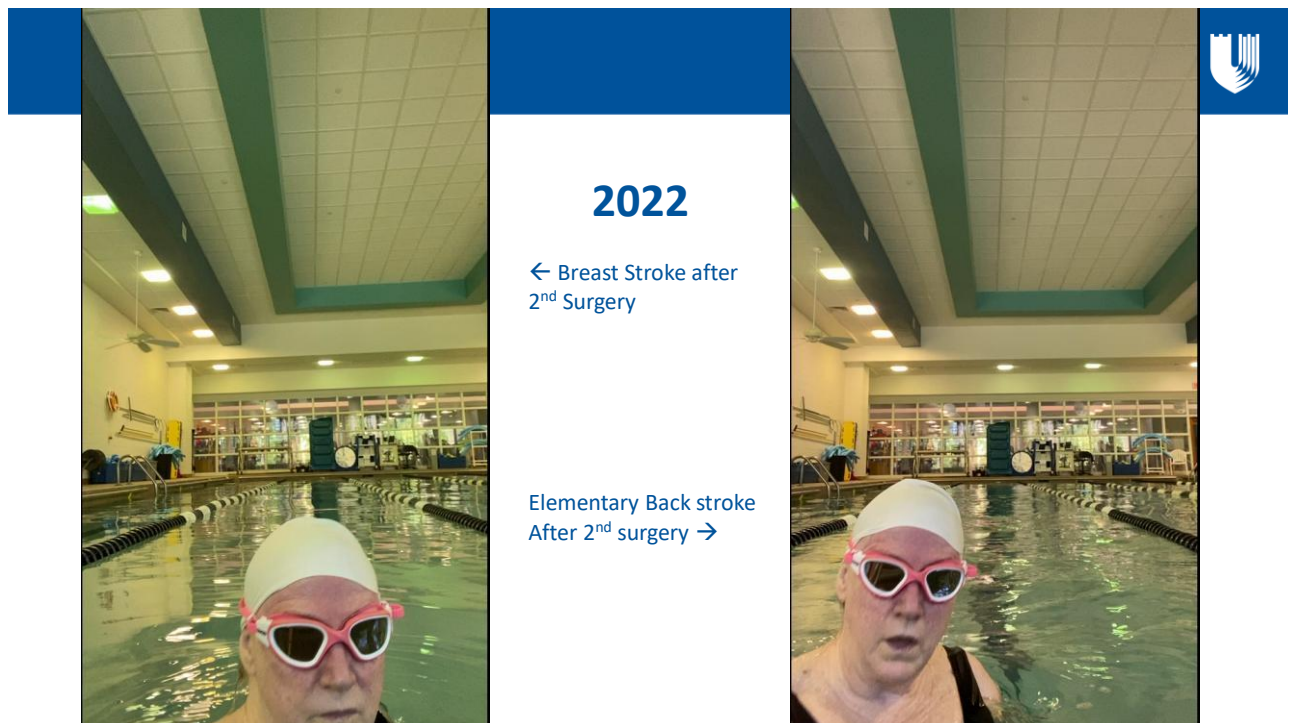 2022
← Breast Stroke after
2nd Surgery
Elementary Back stroke
After 2nd surgery →